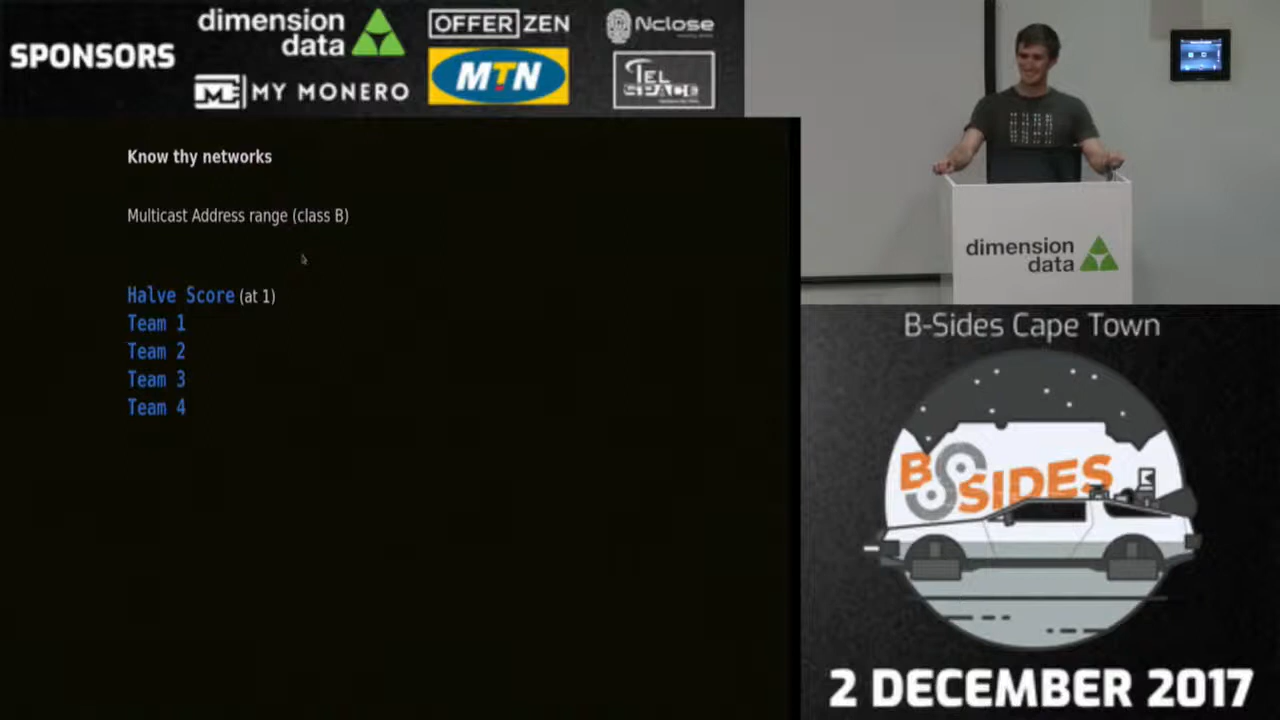 SPONSORS
dimension
data
OFFERZEN
Nclose
MY MONERO
MTN
TEL
SPACE
Know thy networks
Multicast Address range (class B)
Halve Score (at 1)
Team 1
Team 2
Team 3
Team 4
dimension
data
B-Sides Cape Town
BSIDES
2 DECEMBER 2017